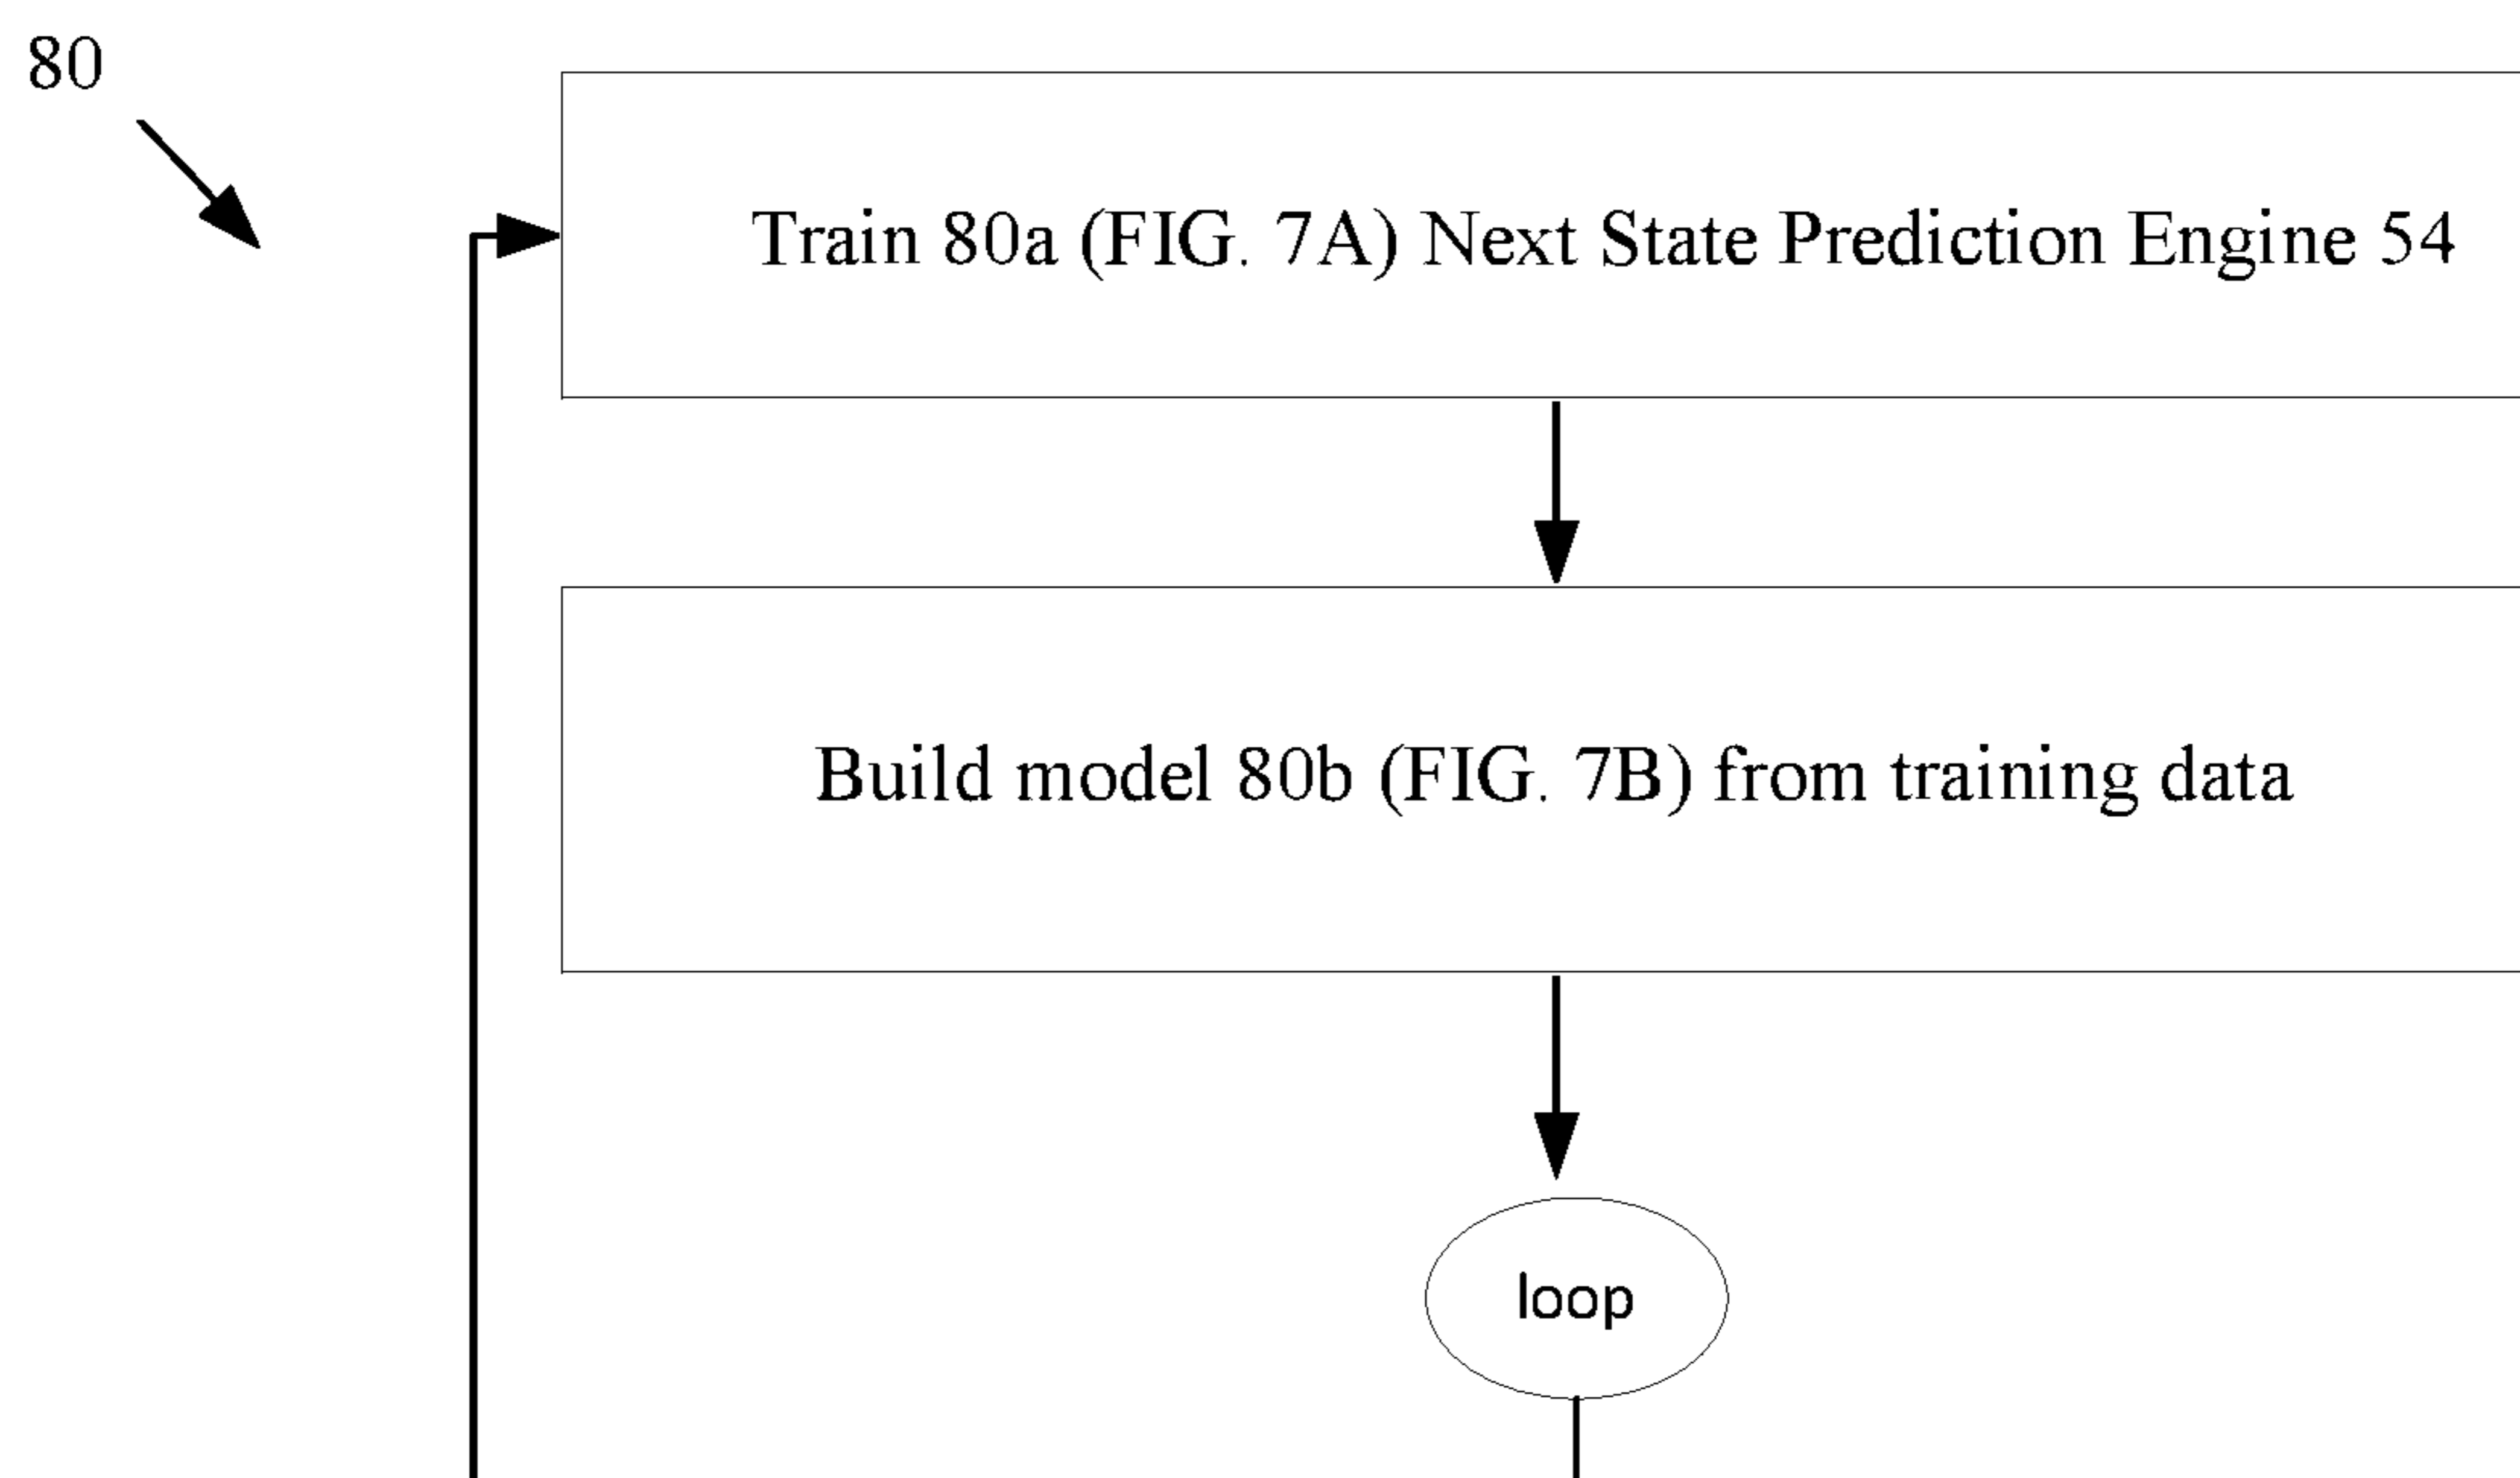 80
Train 80a (FIG. 7A) Next State Prediction Engine 54
Build model 80b (FIG. 7B) from training data
loop